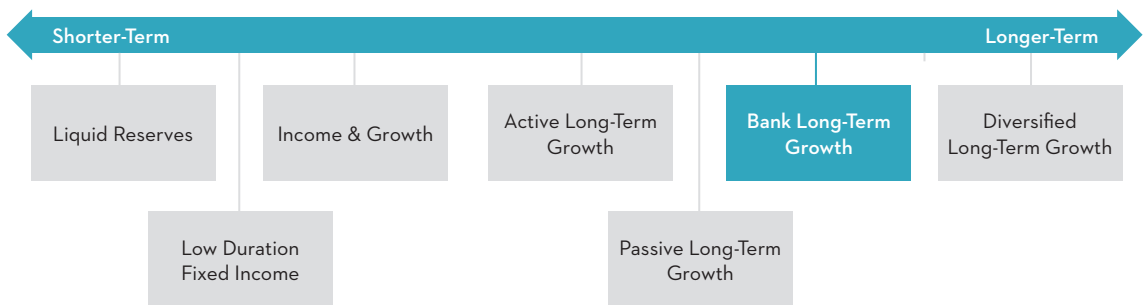 Shorter-Term
Longer-Term
Liquid Reserves
Income & Growth
Active Long-Term
Growth
Bank Long-Term
Growth
Diversified
Long-Term Growth
Low Duration
Fixed Income
Passive Long-Term
Growth